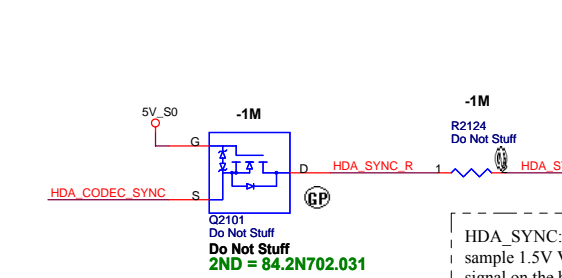 -1M
R2124
Do Not Stuff
5V_S0
-1M
G
D
HDA_SYNC_R
1
HDA_S
GP
HDA_CODEC_SYNC
S
Q2101
Do Not Stuff
Do Not Stuff
2ND = 84.2N702.031
HDA_SYNC:
sample 1.5V V
signal on the